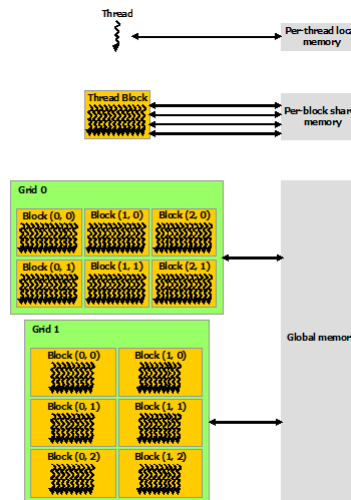 Thread
Per-thread loca
memory
Thread Block
Per-block share
memory
Grid 0
Block (0, 0) Block (1, 0) Block (2, 0)
Block (0, 1) Block (1, 1) Block (2, 1)
Grid 1
Global memor
Block (0, 0) Block (1, 0)
Block (0, 1) Block (1, 1)
Block (0, 2) Block (1, 2)